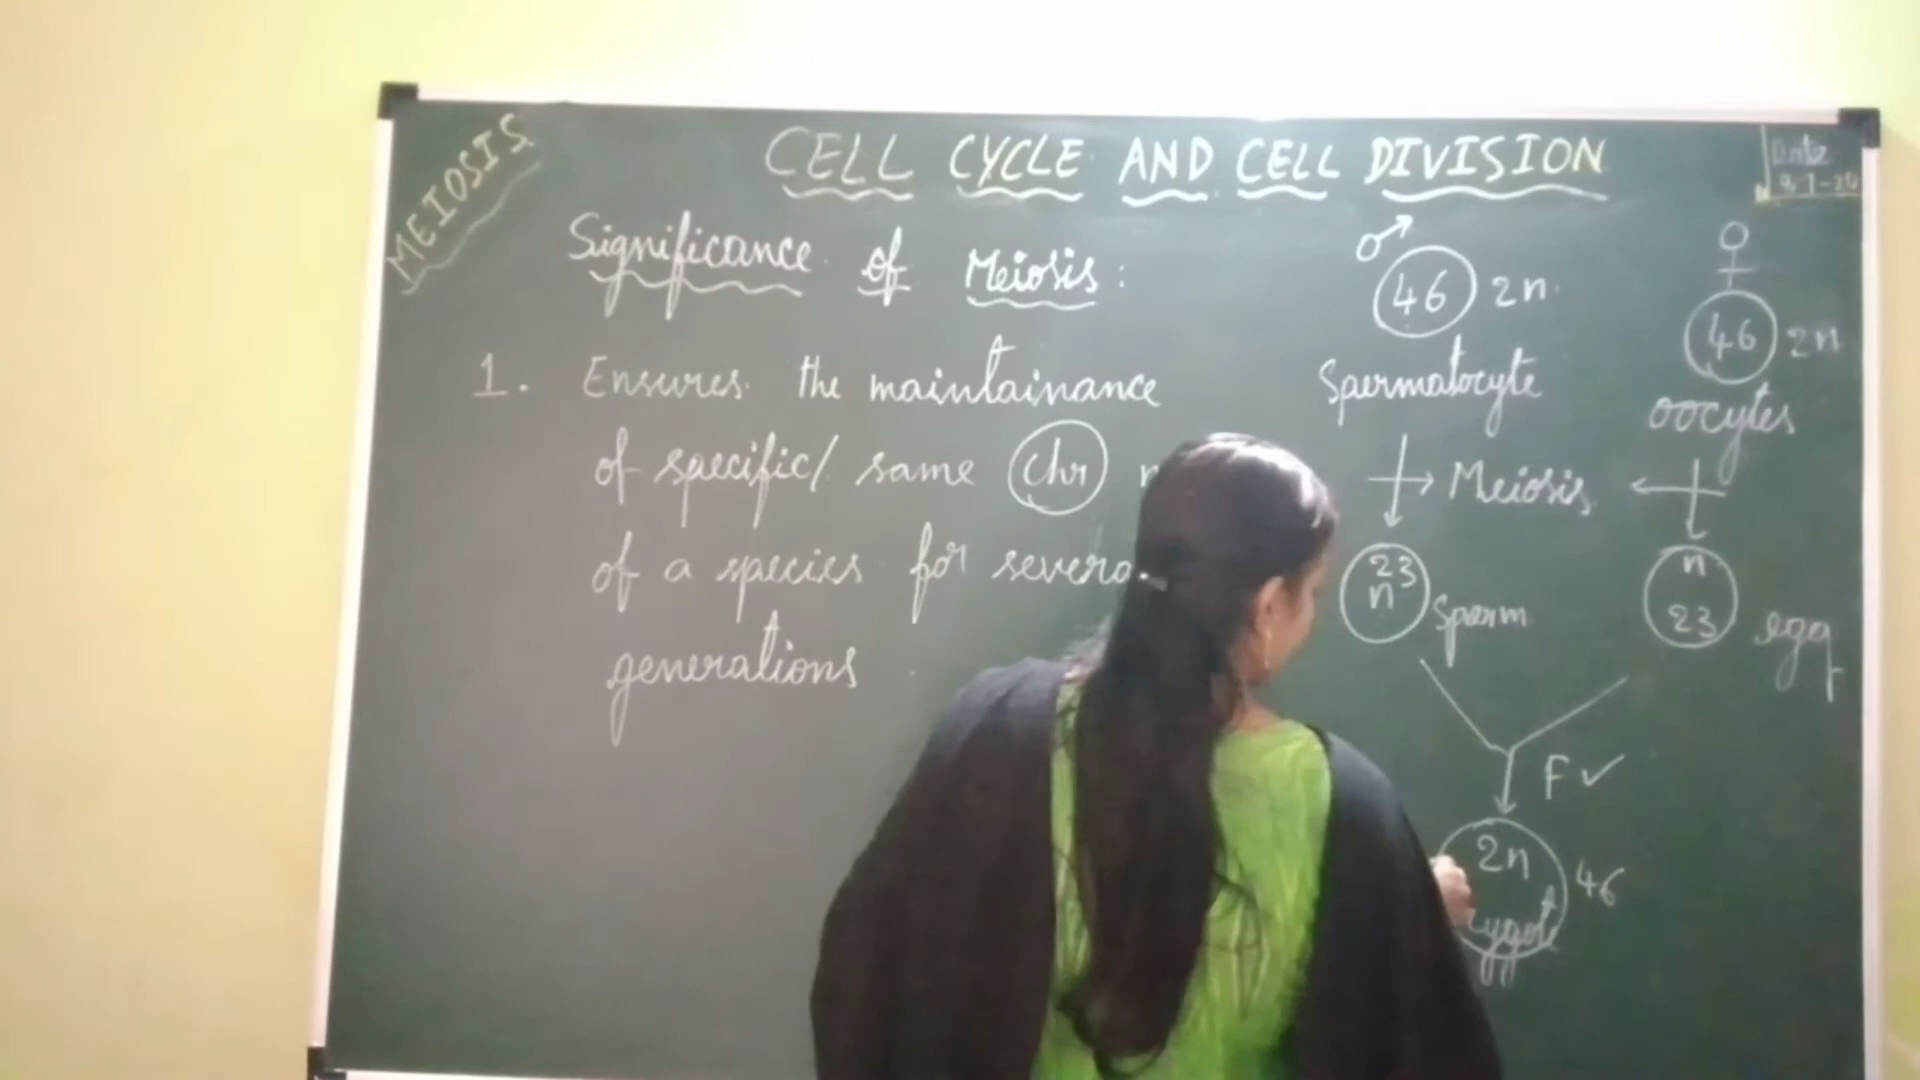 MEIOSIS
CELL CYCLE AND CELL DIVISION
Date
Significance of Meiosis:
1. Ensures the maintainance
of specific/ same chr
of a species for several
generations
♂
46 2n
Spermatocyte
Meiosis
23
n
Sperm
♀
46 2n
oocytes
n
23
egg
F ✓
2n
zygote
46